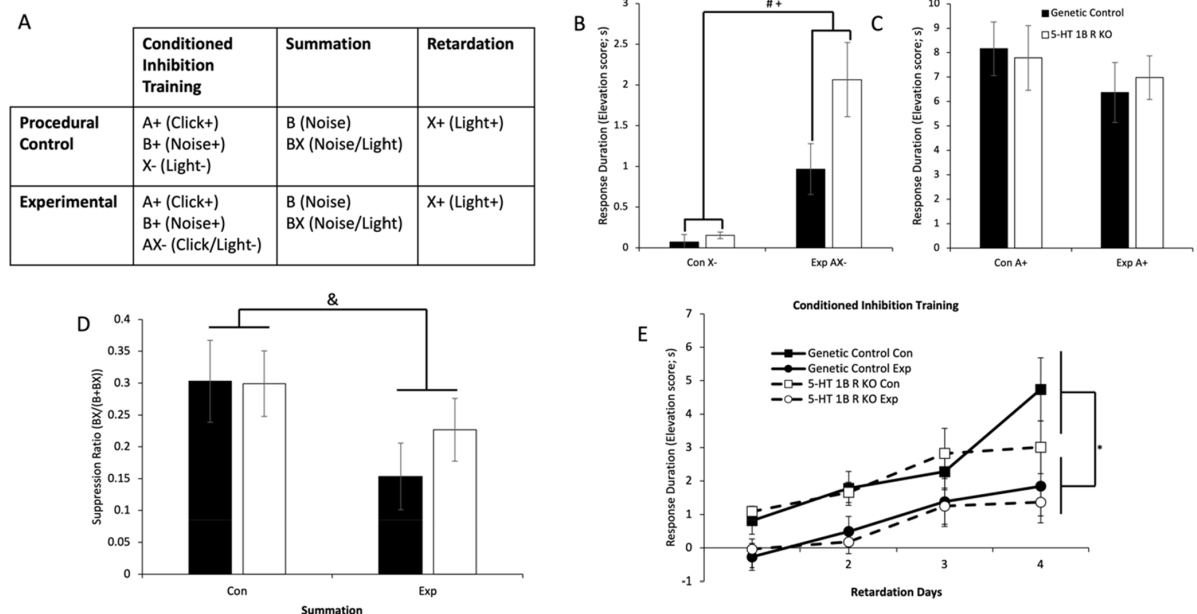 A
Conditioned Inhibition Training
Summation
Retardation
Procedural Control
A+ (Click+)
B+ (Noise+)
X- (Light-)
B (Noise)
BX (Noise/Light)
X+ (Light+)
Experimental
A+ (Click+)
B+ (Noise+)
AX- (Click/Light-)
B (Noise)
BX (Noise/Light)
X+ (Light+)
B
Response Duration (Elevation score; s)
3
2.5
2
1.5
1
0.5
0
# +
Con X-
Exp AX-
C
Response Duration (Elevation score; s)
10
9
8
7
6
5
4
3
2
1
0
Genetic Control
5-HT 1B R KO
Con A+
Exp A+
Conditioned Inhibition Training
D
Suppression Ratio (BX/(B+BX))
0.4
0.35
0.3
0.25
0.2
0.15
0.1
0.05
0
&
Con
Exp
Summation
E
Response Duration (Elevation score; s)
7
6
5
4
3
2
1
0
-1
Genetic Control Con
Genetic Control Exp
5-HT 1B R KO Con
5-HT 1B R KO Exp
*
2
3
4
Retardation Days